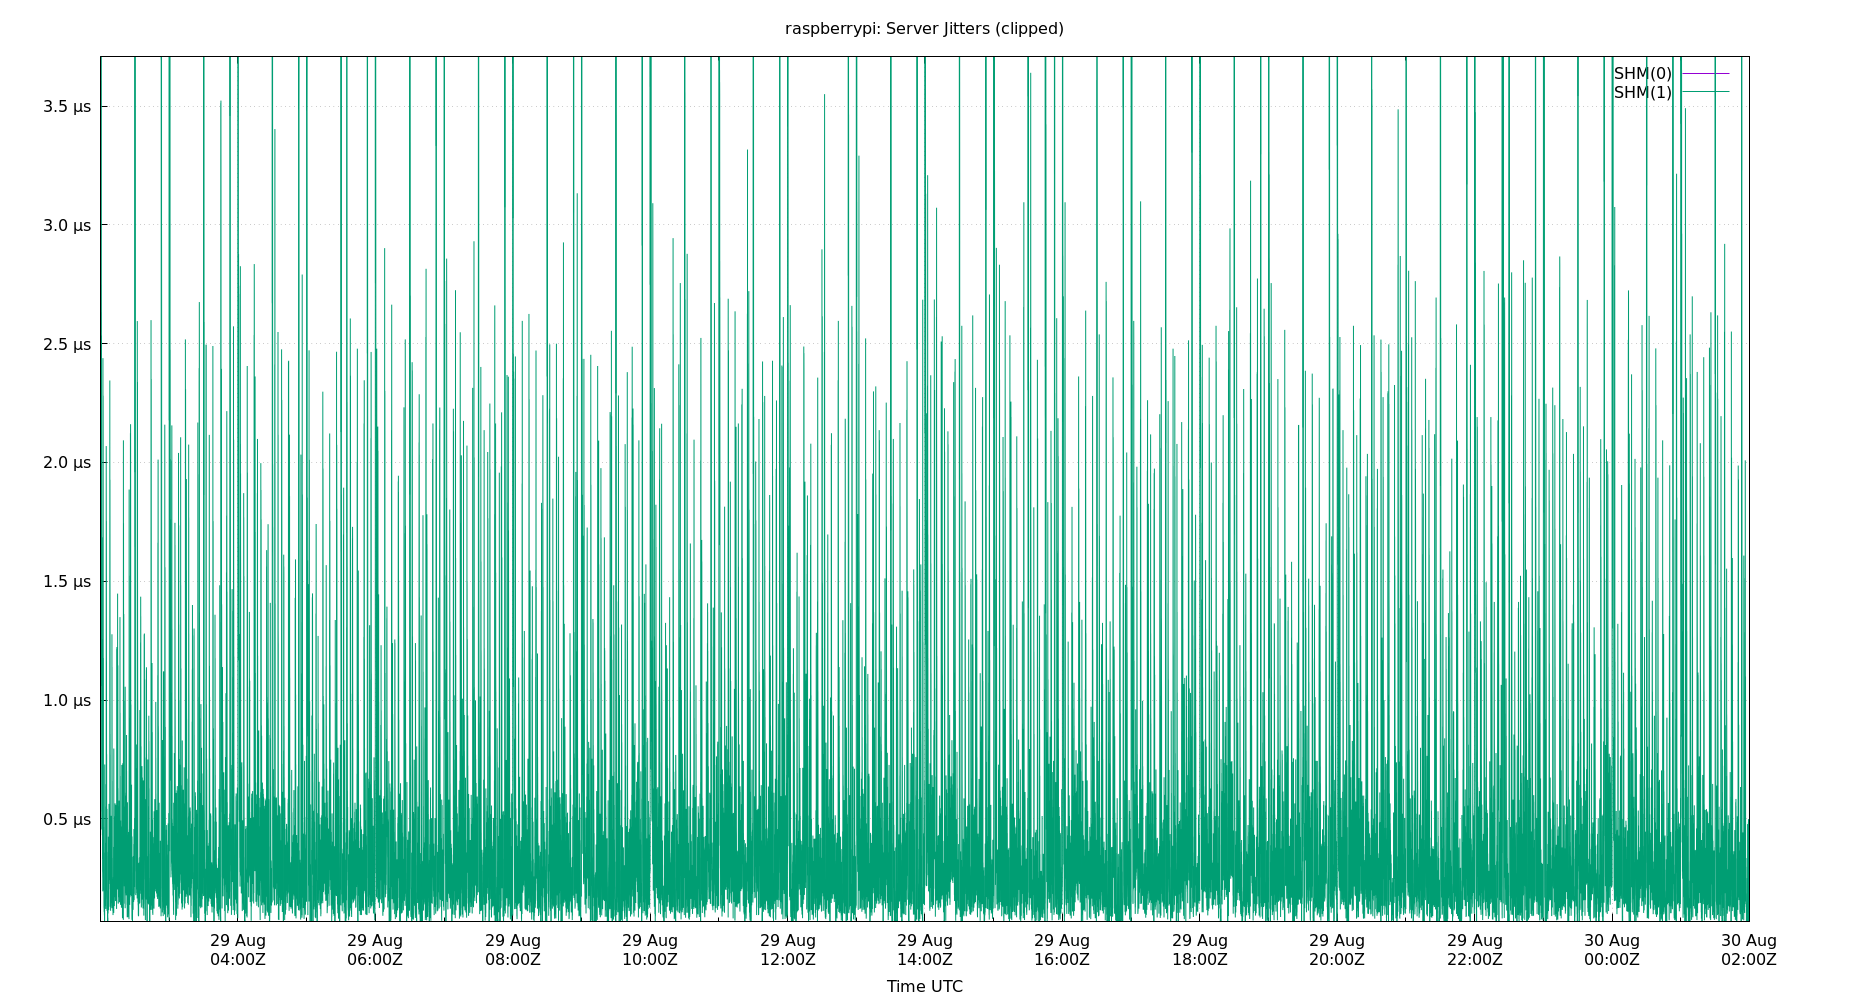 raspberrypi: Server Jitters (clipped)
SHM(0)
SHM(1)
3.5 µs
3.0 µs
2.5 µs
2.0 µs
1.5 µs
1.0 µs
0.5 µs
29 Aug 29 Aug 29 Aug 29 Aug 29 Aug 29 Aug 29 Aug 29 Aug 29 Aug 29 Aug 30 Aug 30 Aug
04:00Z 06:00Z 08:00Z 10:00Z 12:00Z 14:00Z 16:00Z 18:00Z 20:00Z 22:00Z 00:00Z 02:00Z
Time UTC